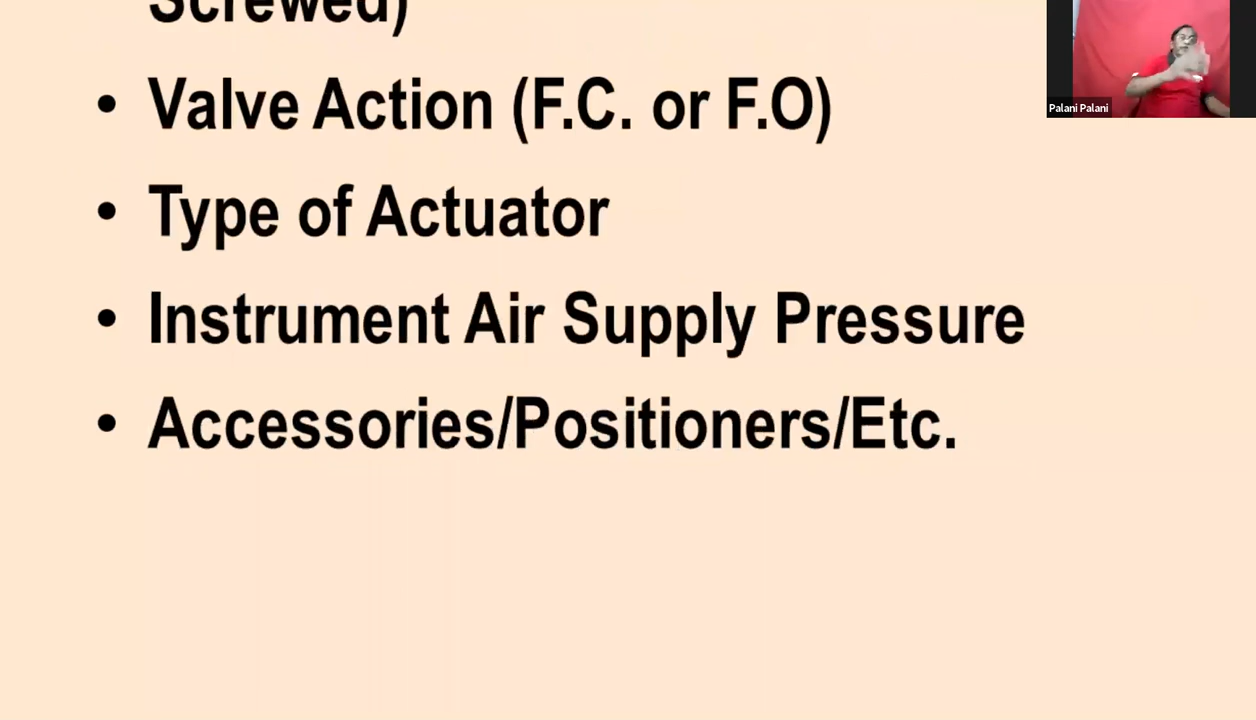 Screwed)
• Valve Action (F.C. or F.O)
• Type of Actuator
• Instrument Air Supply Pressure
• Accessories/Positioners/Etc.
Palani Palani